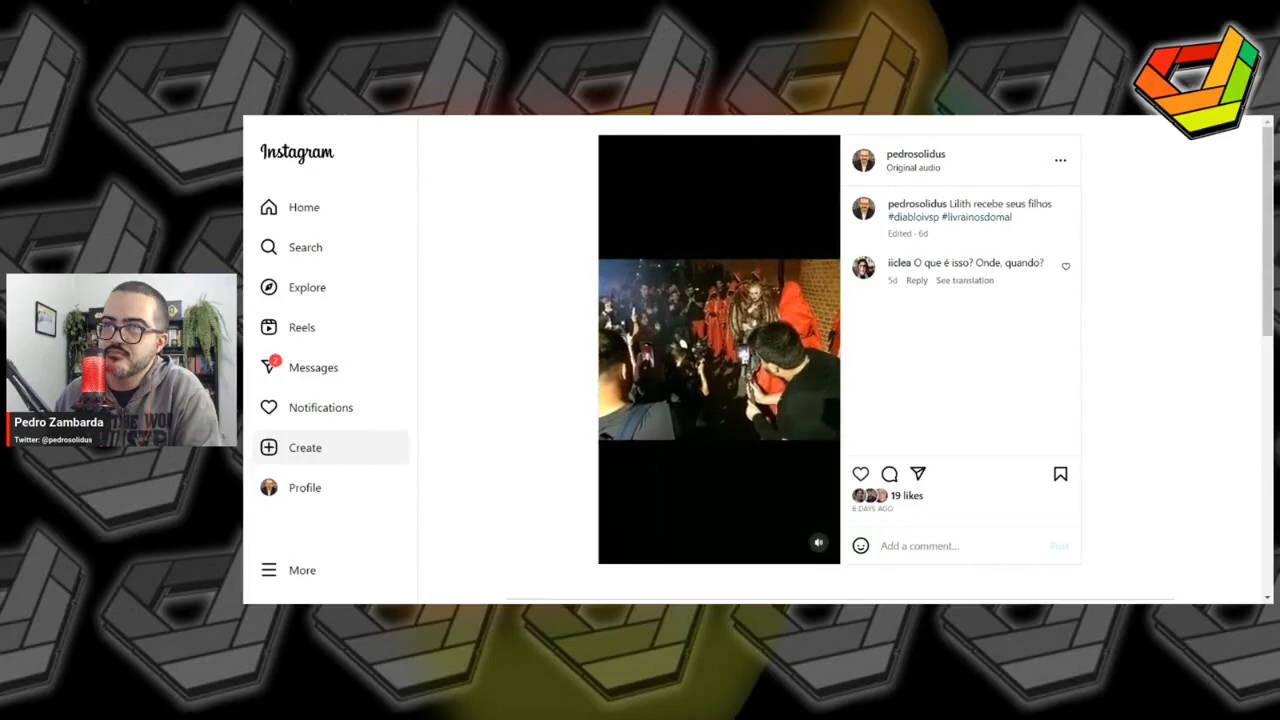 Instagram
Home
Search
Explore
Reels
2
Messages
Notifications
Create
Profile
More
pedrosolidus
Original audio
pedrosolidus Lilith recebe seus filhos
#diabloivsp #livrainosdomal
Edited · 6d
iiclea O que é isso? Onde, quando?
5d Reply See translation
19 likes
6 DAYS AGO
Add a comment...
Post
Pedro Zambarda
Twitter: @pedrosolidus